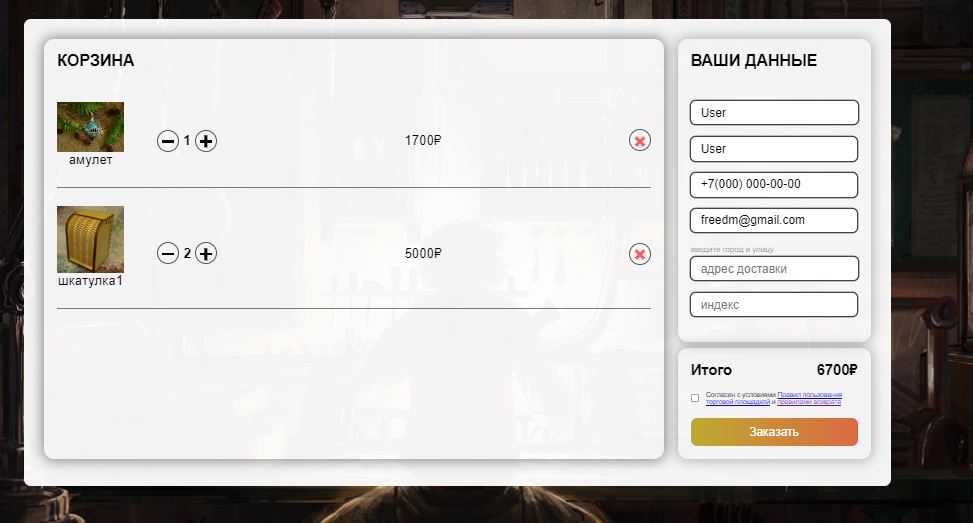 КОРЗИНА
амулет
1
1700₽
шкатулка1
2
5000₽
ВАШИ ДАННЫЕ
User
User
+7(000) 000-00-00
freedm@gmail.com
введите город и улицу
адрес доставки
индекс
Итого 6700₽
Согласен с условиями Правил пользования
торговой площадкой и правилами возврата
Заказать